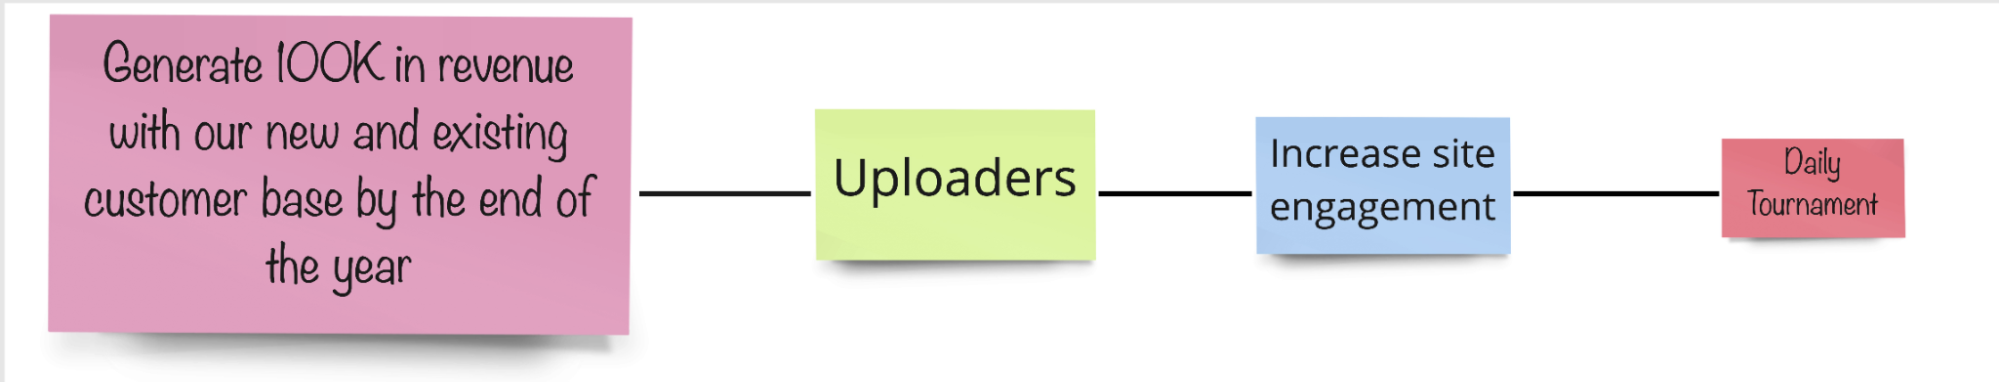 Generate 100K in revenue
with our new and existing
customer base by the end of
the year
Uploaders
Increase site
engagement
Daily
Tournament